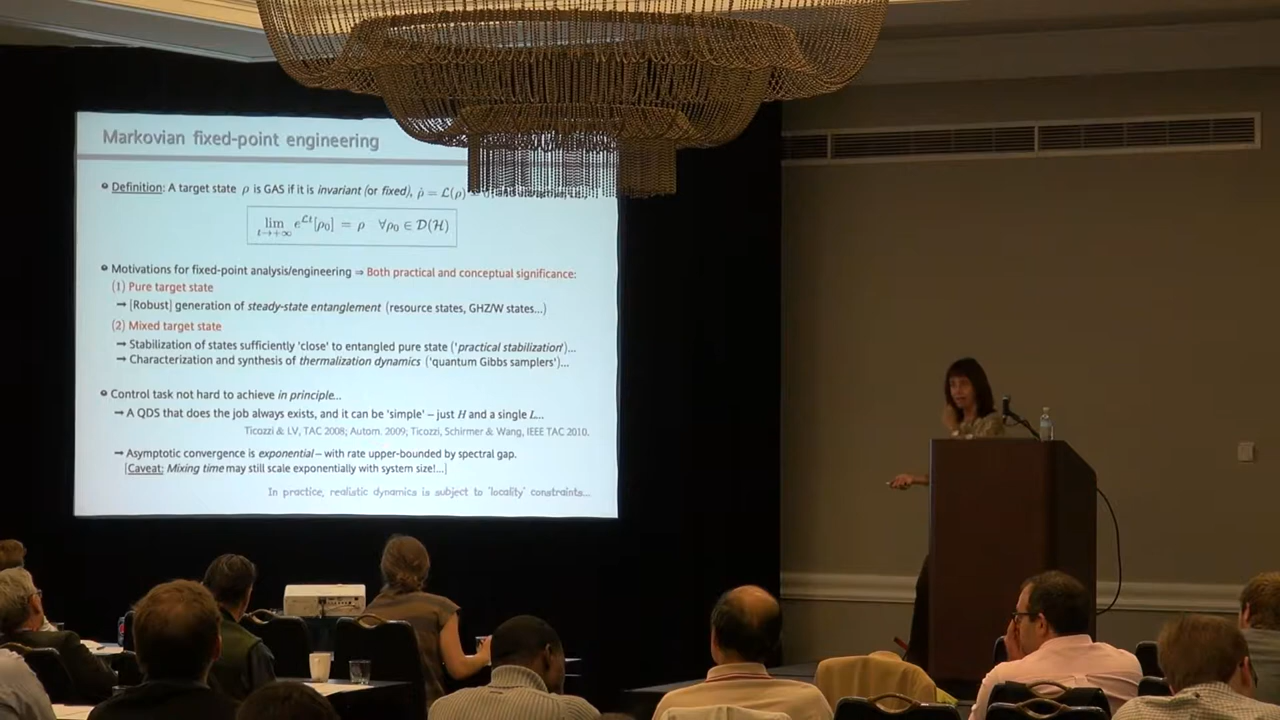 Markovian fixed-point engineering
Definition: A target state ρ is GAS if it is invariant (or fixed), ρ̇ = ℒ(ρ)
lim t→+∞ e^ℒt[ρ₀] = ρ ∀ρ₀ ∈ 𝒟(ℋ)
Motivations for fixed-point analysis/engineering ⇒ Both practical and conceptual significance:
(1) Pure target state
→ [Robust] generation of steady-state entanglement (resource states, GHZ/W states...)
(2) Mixed target state
→ Stabilization of states sufficiently 'close' to entangled pure state ('practical stabilization')...
→ Characterization and synthesis of thermalization dynamics ('quantum Gibbs samplers')...
Control task not hard to achieve in principle...
→ A QDS that does the job always exists, and it can be 'simple' – just H and a single L...
Ticozzi & LV, TAC 2008; Autom. 2009; Ticozzi, Schirmer & Wang, IEEE TAC 2010.
→ Asymptotic convergence is exponential – with rate upper-bounded by spectral gap.
[Caveat: Mixing time may still scale exponentially with system size!...]
In practice, realistic dynamics is subject to 'locality' constraints...